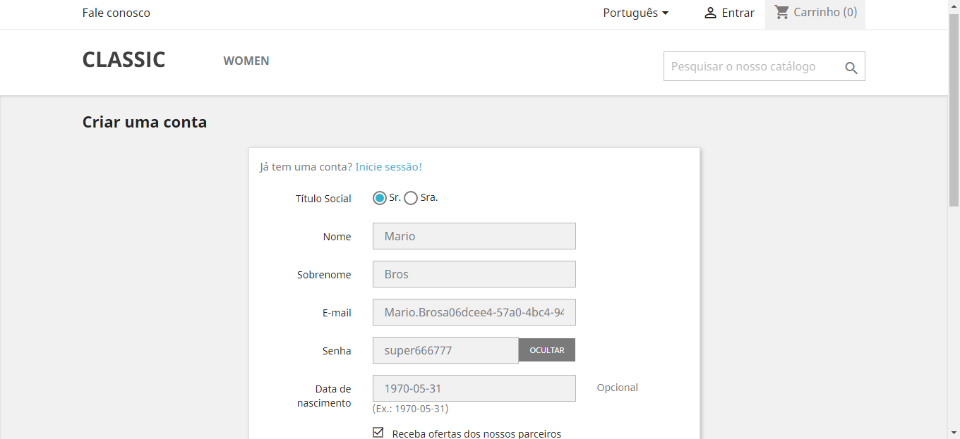 Fale conosco
Português
Entrar
Carrinho (0)
CLASSIC
WOMEN
Pesquisar o nosso catálogo
Criar uma conta
Já tem uma conta? Inicie sessão!
Título Social
Sr.
Sra.
Nome
Mario
Sobrenome
Bros
E-mail
Mario.Brosa06dcee4-57a0-4bc4-94
Senha
super666777
OCULTAR
Data de
nascimento
1970-05-31
Opcional
(Ex.: 1970-05-31)
Receba ofertas dos nossos parceiros